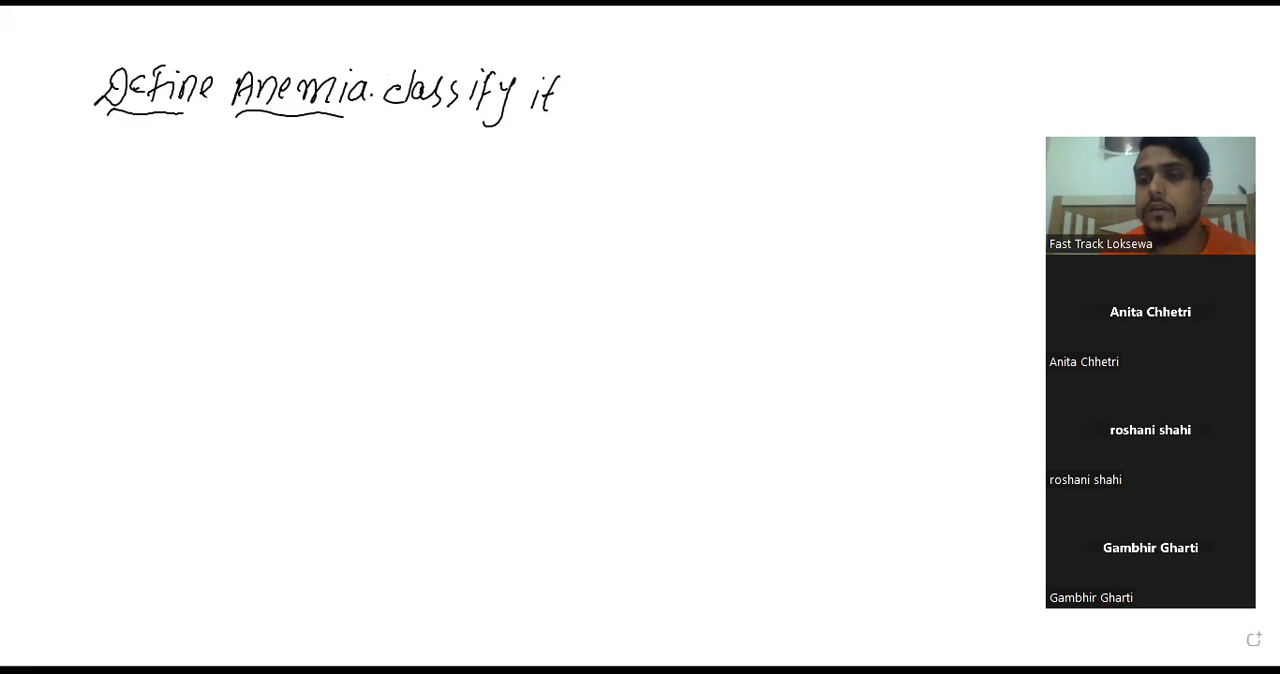 Define Anemia. classify it
Fast Track Loksewa
Anita Chhetri
Anita Chhetri
roshani shahi
roshani shahi
Gambhir Gharti
Gambhir Gharti